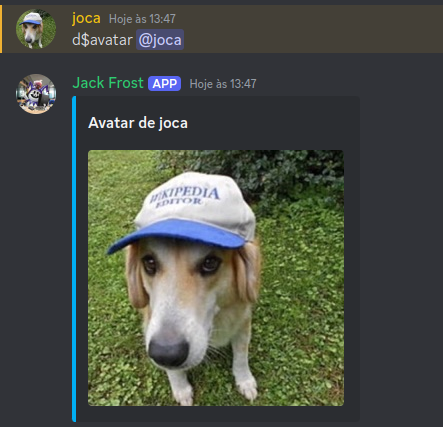 joca Hoje às 13:47
d$avatar @joca
Jack Frost APP Hoje às 13:47
Avatar de joca
WIKIPEDIA
EDITOR